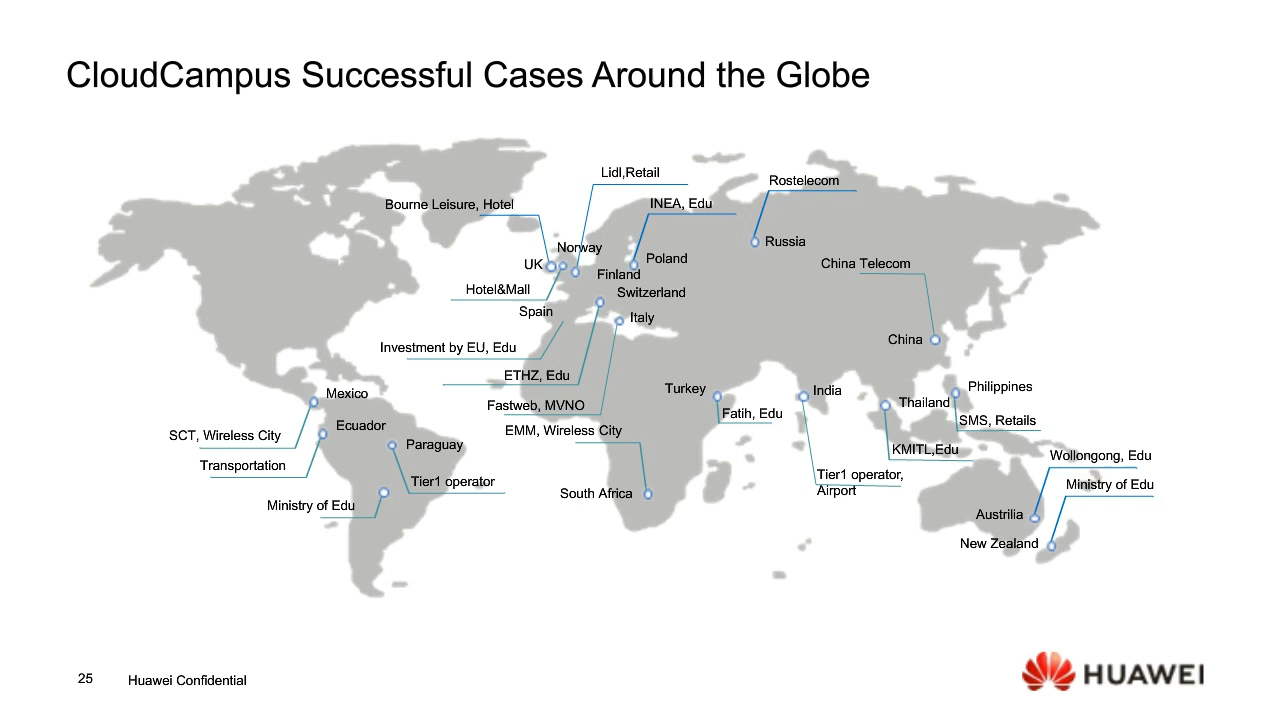 CloudCampus Successful Cases Around the Globe
Lidl,Retail
Rostelecom
Bourne Leisure, Hotel
INEA, Edu
Norway
Russia
UK
Poland
China Telecom
Finland
Hotel&Mall
Switzerland
Spain
Italy
China
Investment by EU, Edu
ETHZ, Edu
Turkey
India
Philippines
Mexico
Thailand
Fastweb, MVNO
Fatih, Edu
SMS, Retails
Ecuador
EMM, Wireless City
SCT, Wireless City
Paraguay
KMITL,Edu
Wollongong, Edu
Transportation
Tier1 operator
Tier1 operator,
Airport
Ministry of Edu
South Africa
Ministry of Edu
Austrilia
New Zealand
25
Huawei Confidential
HUAWEI